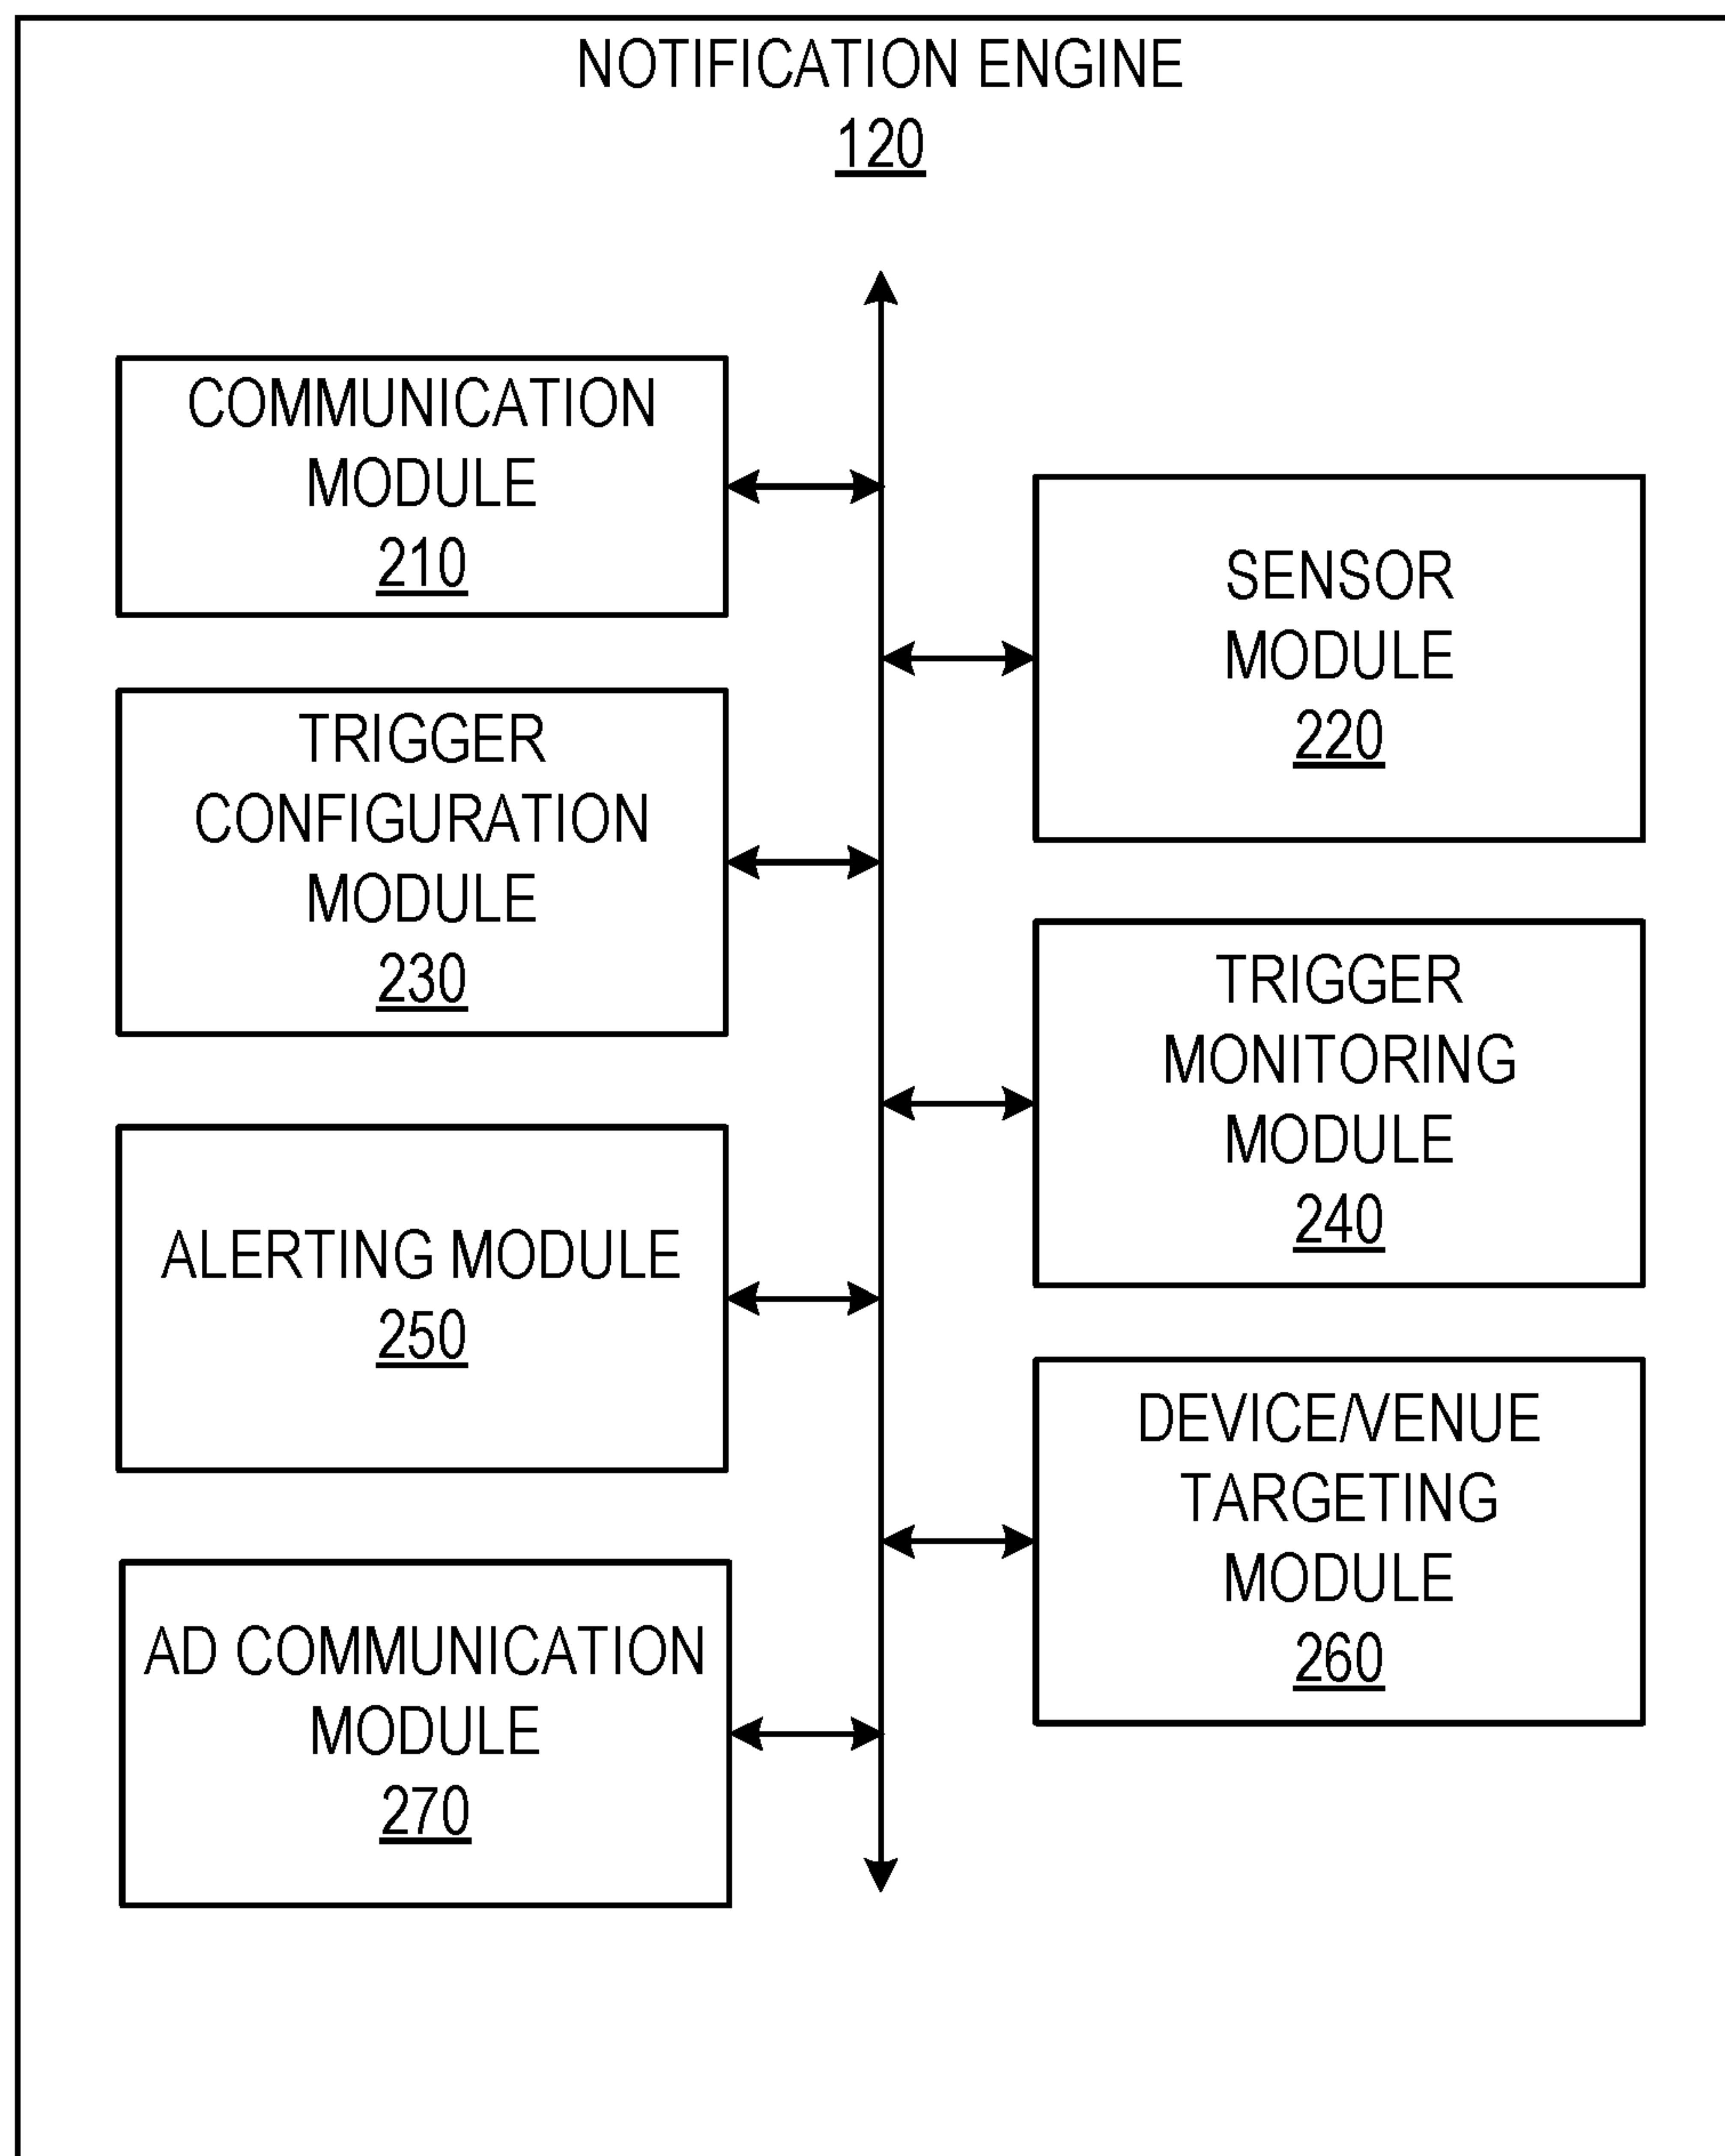 NOTIFICATION ENGINE
120
COMMUNICATION
MODULE
210
SENSOR
MODULE
220
TRIGGER
CONFIGURATION
MODULE
230
TRIGGER
MONITORING
MODULE
240
ALERTING MODULE
250
DEVICE/VENUE
TARGETING
MODULE
260
AD COMMUNICATION
MODULE
270